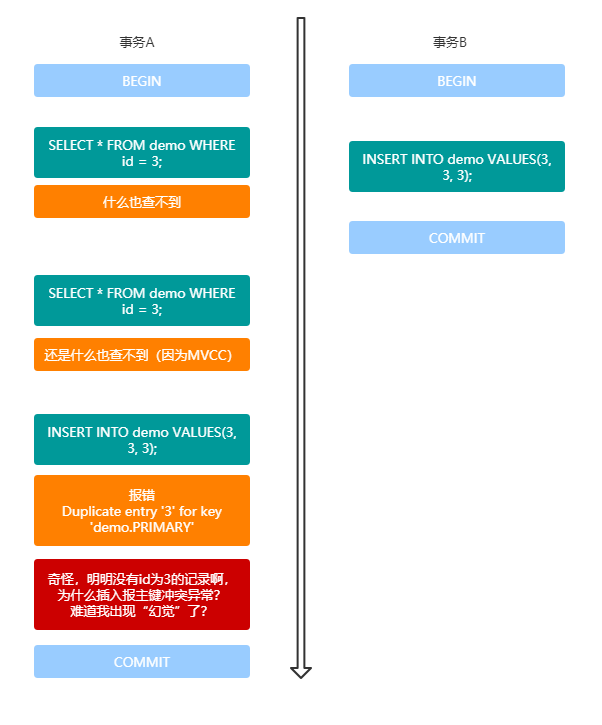 事务A
BEGIN
SELECT * FROM demo WHERE
id = 3;
什么也查不到
SELECT * FROM demo WHERE
id = 3;
还是什么也查不到（因为MVCC）
INSERT INTO demo VALUES(3,
3, 3);
报错
Duplicate entry '3' for key
'demo.PRIMARY'
奇怪，明明没有id为3的记录啊，
为什么插入报主键冲突异常？
难道我出现“幻觉”了？
COMMIT
事务B
BEGIN
INSERT INTO demo VALUES(3,
3, 3);
COMMIT